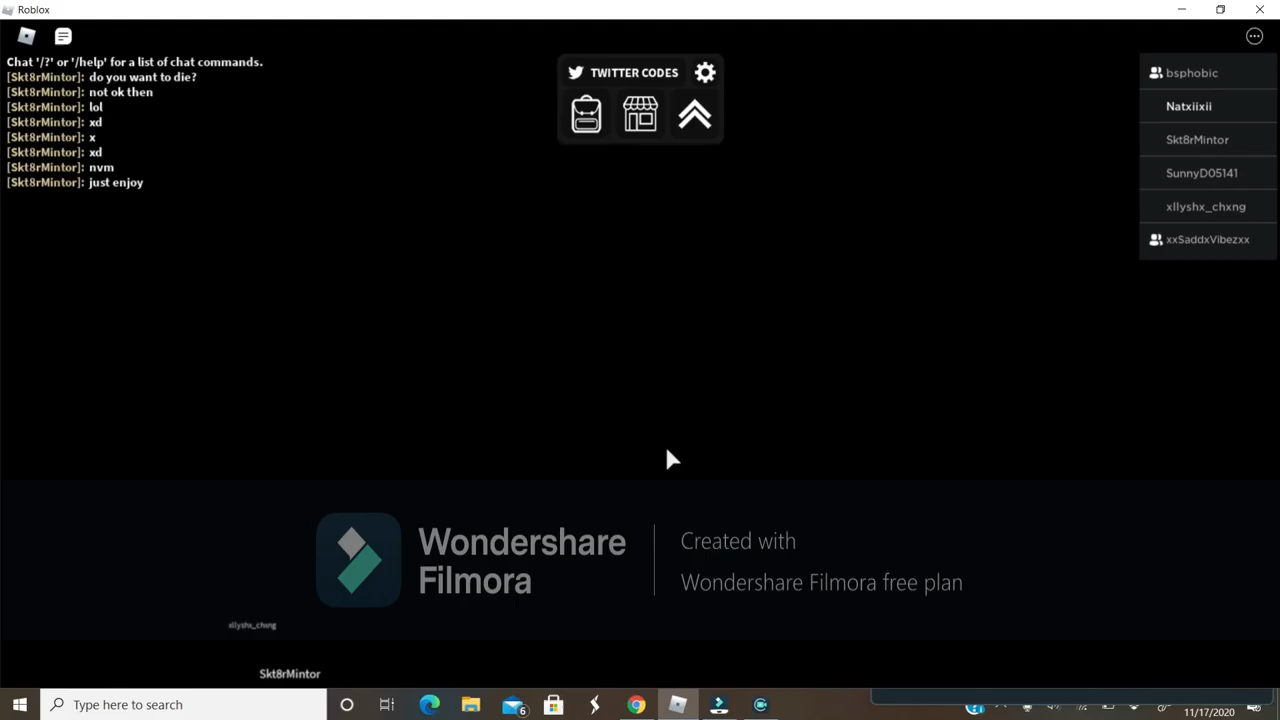 Roblox
Chat '/?' or '/help' for a list of chat commands.
[Skt8rMintor]: do you want to die?
[Skt8rMintor]: not ok then
[Skt8rMintor]: lol
[Skt8rMintor]: xd
[Skt8rMintor]: x
[Skt8rMintor]: xd
[Skt8rMintor]: nvm
[Skt8rMintor]: just enjoy
TWITTER CODES
bsphobic
Natxiixii
Skt8rMintor
SunnyD05141
xllyshx_chxng
xxSaddxVibezxx
Wondershare
Filmora
Created with
Wondershare Filmora free plan
xllyshx_chxng
Skt8rMintor
Type here to search
6
11/17/2020